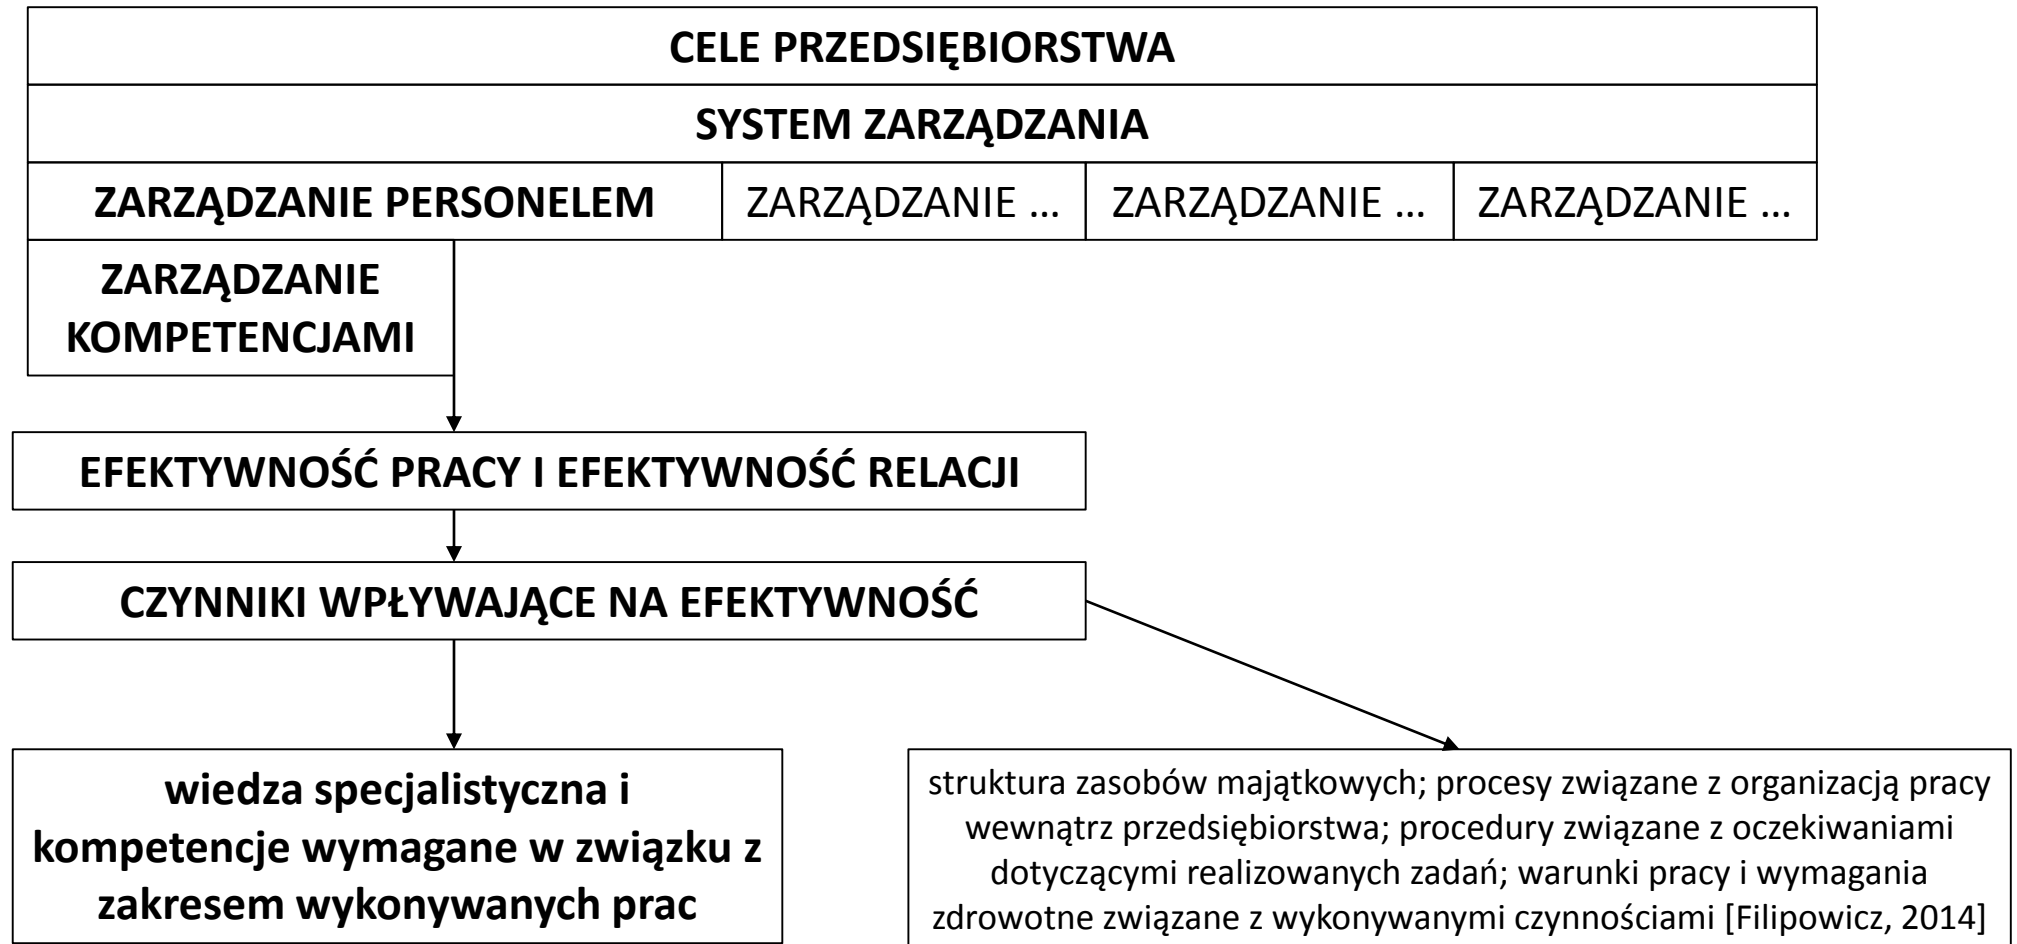 CELE PRZEDSIĘBIORSTWA
SYSTEM ZARZĄDZANIA
ZARZĄDZANIE PERSONELEM
ZARZĄDZANIE ...
ZARZĄDZANIE ...
ZARZĄDZANIE ...
ZARZĄDZANIE
KOMPETENCJAMI
EFEKTYWNOŚĆ PRACY I EFEKTYWNOŚĆ RELACJI
CZYNNIKI WPŁYWAJĄCE NA EFEKTYWNOŚĆ
wiedza specjalistyczna i
kompetencje wymagane w związku z
zakresem wykonywanych prac
struktura zasobów majątkowych; procesy związane z organizacją pracy
wewnątrz przedsiębiorstwa; procedury związane z oczekiwaniami
dotyczącymi realizowanych zadań; warunki pracy i wymagania
zdrowotne związane z wykonywanymi czynnościami [Filipowicz, 2014]